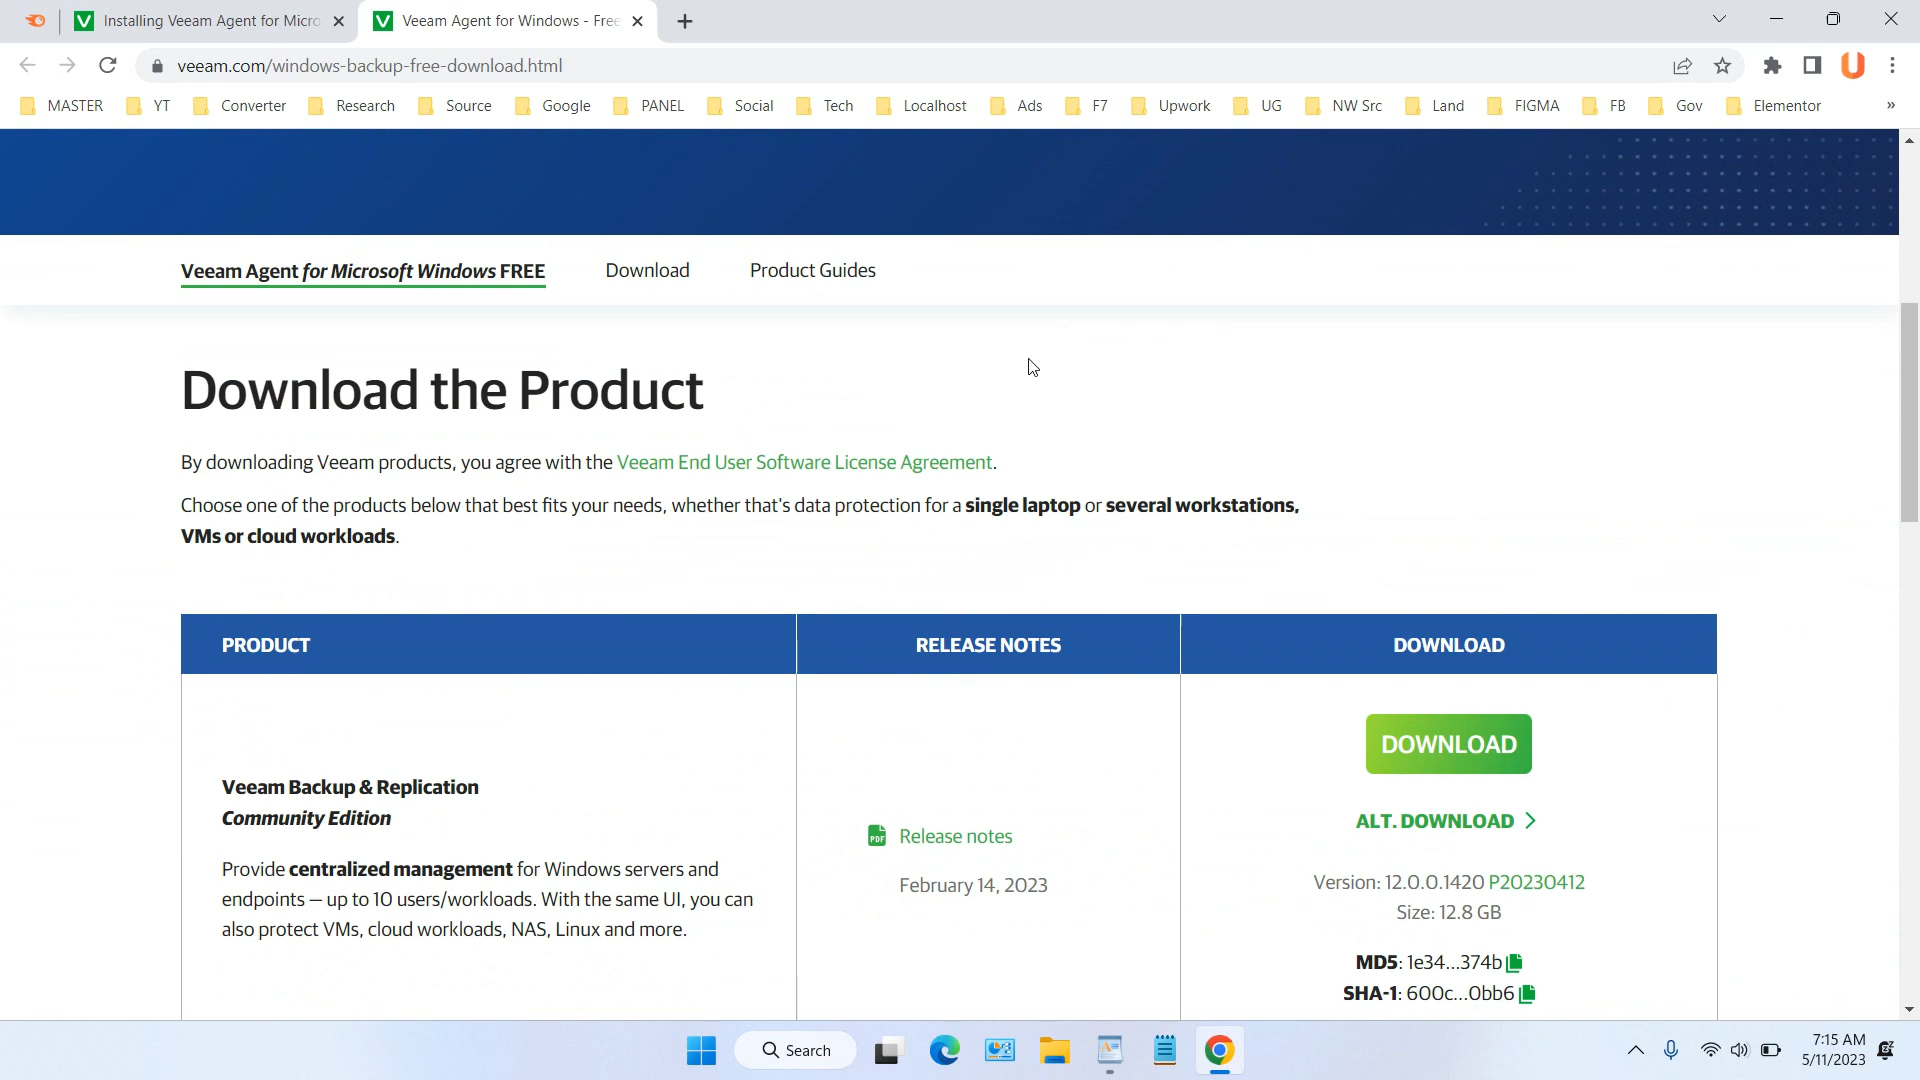 Installing Veeam Agent for Micro
Veeam Agent for Windows - Free
veeam.com/windows-backup-free-download.html
MASTER YT Converter Research Source Google PANEL Social Tech Localhost Ads F7 Upwork UG NW Src Land FIGMA FB Gov Elementor »
Veeam Agent for Microsoft Windows FREE Download Product Guides
Download the Product
By downloading Veeam products, you agree with the Veeam End User Software License Agreement.
Choose one of the products below that best fits your needs, whether that's data protection for a single laptop or several workstations,
VMs or cloud workloads.
PRODUCT RELEASE NOTES DOWNLOAD
Veeam Backup & Replication
Community Edition
Provide centralized management for Windows servers and
endpoints – up to 10 users/workloads. With the same UI, you can
also protect VMs, cloud workloads, NAS, Linux and more.
PDF Release notes
February 14, 2023
DOWNLOAD
ALT. DOWNLOAD
Version: 12.0.0.1420 P20230412
Size: 12.8 GB
MD5: 1e34...374b
SHA-1: 600c...0bb6
Search
7:15 AM
5/11/2023